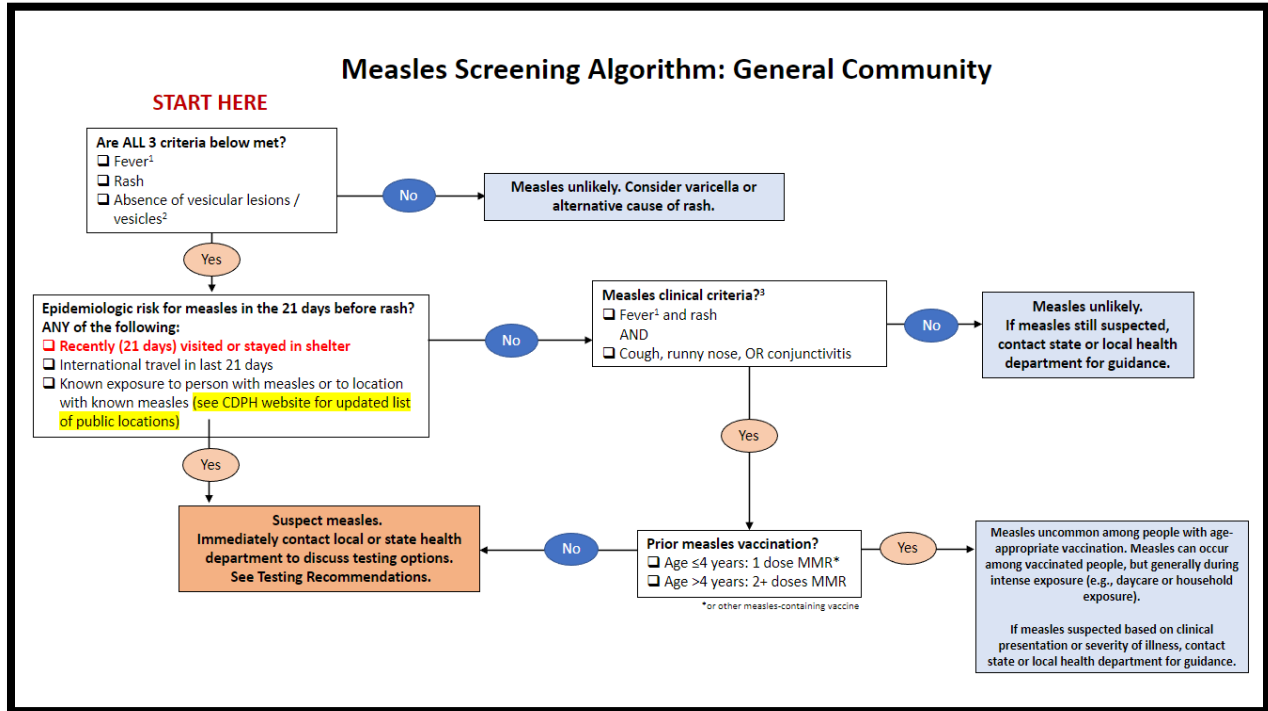 Measles Screening Algorithm: General Community
START HERE
Are ALL 3 criteria below met?
❑ Fever¹
❑ Rash
❑ Absence of vesicular lesions /
vesicles²
No
Measles unlikely. Consider varicella or
alternative cause of rash.
Yes
Epidemiologic risk for measles in the 21 days before rash?
ANY of the following:
❑ Recently (21 days) visited or stayed in shelter
❑ International travel in last 21 days
❑ Known exposure to person with measles or to location
with known measles (see CDPH website for updated list
of public locations)
No
Measles clinical criteria?³
❑ Fever¹ and rash
AND
❑ Cough, runny nose, OR conjunctivitis
No
Measles unlikely.
If measles still suspected,
contact state or local health
department for guidance.
Yes
Yes
Suspect measles.
Immediately contact local or state health
department to discuss testing options.
See Testing Recommendations.
No
Prior measles vaccination?
❑ Age ≤4 years: 1 dose MMR*
❑ Age >4 years: 2+ doses MMR
*or other measles-containing vaccine
Yes
Measles uncommon among people with age-
appropriate vaccination. Measles can occur
among vaccinated people, but generally during
intense exposure (e.g., daycare or household
exposure).
If measles suspected based on clinical
presentation or severity of illness, contact
state or local health department for guidance.